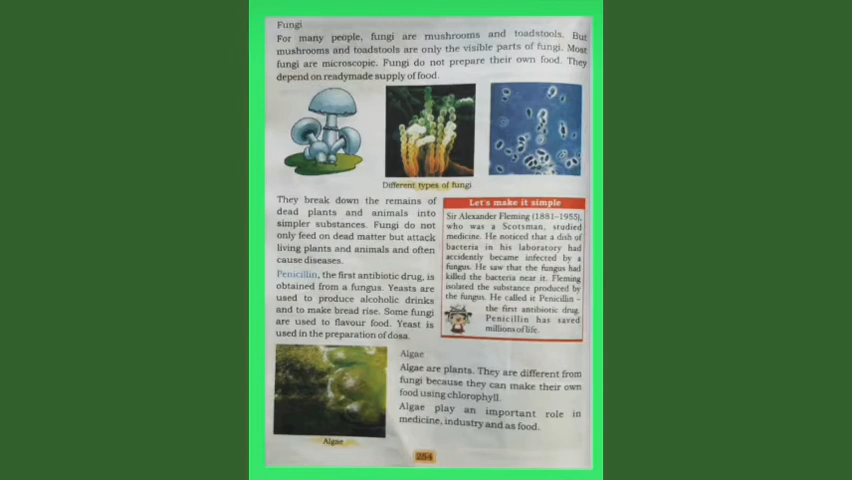 Fungi
For many people, fungi are mushrooms and toadstools. But
mushrooms and toadstools are only the visible parts of fungi. Most
fungi are microscopic. Fungi do not prepare their own food. They
depend on readymade supply of food.
Different types of fungi
They break down the remains of
dead plants and animals into
simpler substances. Fungi do not
only feed on dead matter but attack
living plants and animals and often
cause diseases.
Penicillin, the first antibiotic drug, is
obtained from a fungus. Yeasts are
used to produce alcoholic drinks
and to make bread rise. Some fungi
are used to flavour food. Yeast is
used in the preparation of dosa.
Let's make it simple
Sir Alexander Fleming (1881–1955),
who was a Scotsman, studied
medicine. He noticed that a dish of
bacteria in his laboratory had
accidently became infected by a
fungus. He saw that the fungus had
killed the bacteria near it. Fleming
isolated the substance produced by
the fungus. He called it Penicillin –
the first antibiotic drug.
Penicillin has saved
millions of life.
Algae
Algae are plants. They are different from
fungi because they can make their own
food using chlorophyll.
Algae play an important role in
medicine, industry and as food.
Algae
254